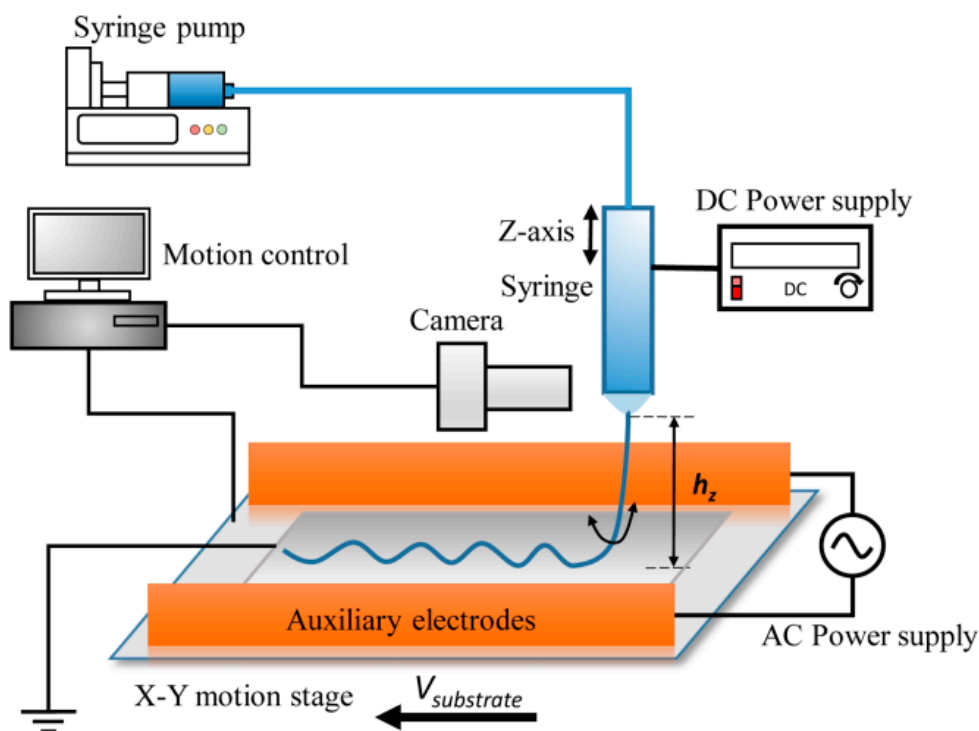 Syringe pump
DC Power supply
Z-axis
Motion control
Syringe
DC
Camera
h_z
Auxiliary electrodes
AC Power supply
X-Y motion stage
V_substrate